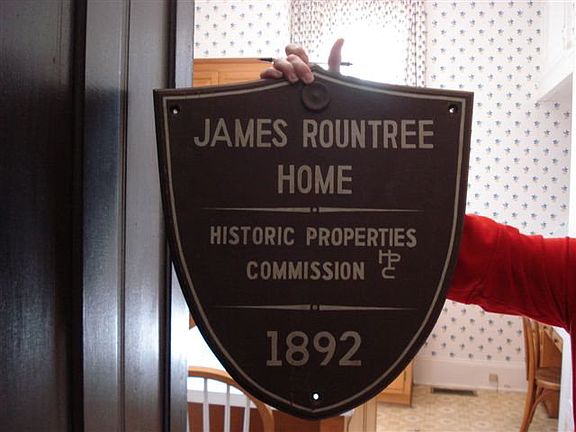 JAMES ROUNTREE
HOME
HISTORIC PROPERTIES
COMMISSION HPC
1892